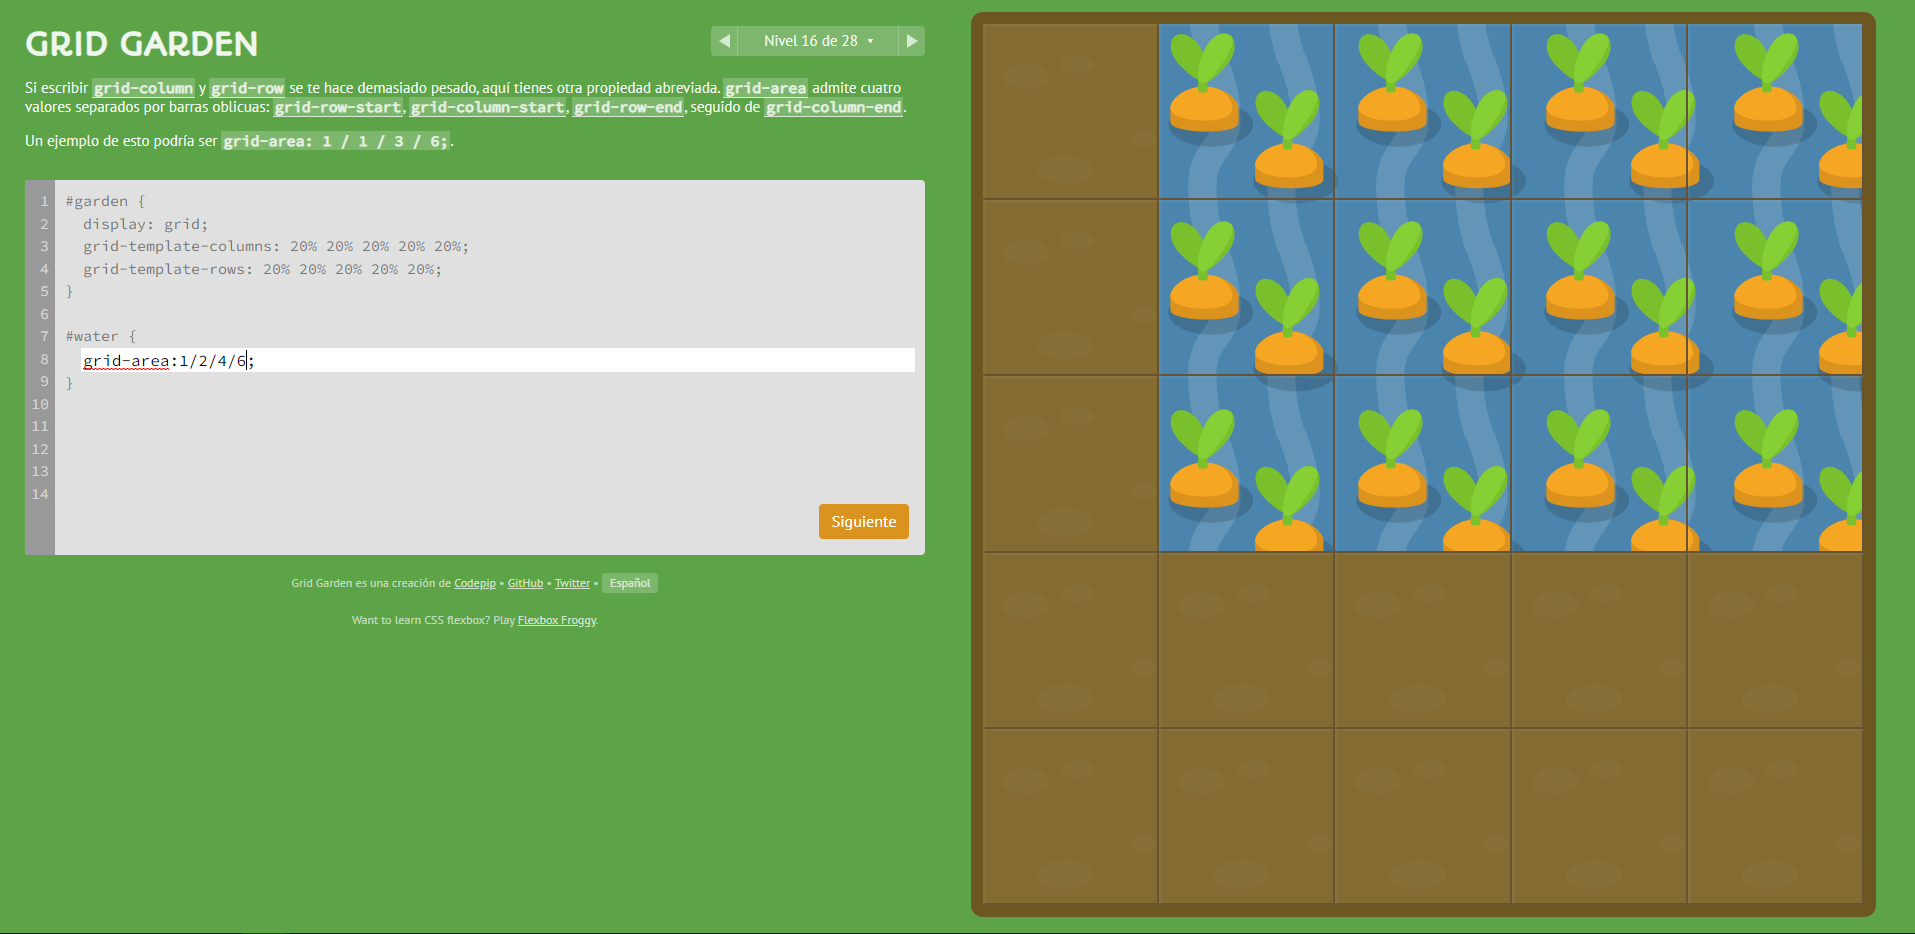 GRID GARDEN
Nivel 16 de 28
Si escribir grid-column y grid-row se te hace demasiado pesado, aquí tienes otra propiedad abreviada. grid-area admite cuatro
valores separados por barras oblicuas: grid-row-start, grid-column-start, grid-row-end, seguido de grid-column-end.
Un ejemplo de esto podría ser grid-area: 1 / 1 / 3 / 6;.
1 #garden {
2 display: grid;
3 grid-template-columns: 20% 20% 20% 20% 20%;
4 grid-template-rows: 20% 20% 20% 20% 20%;
5 }
6
7 #water {
8 grid-area:1/2/4/6;
9 }
10
11
12
13
14
Siguiente
Grid Garden es una creación de Codepip • GitHub • Twitter • Español
Want to learn CSS flexbox? Play Flexbox Froggy.